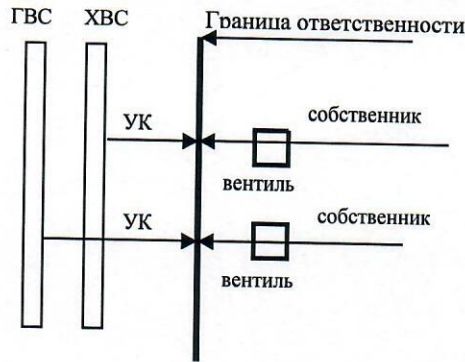 ГВС ХВС Граница ответственности
УК собственник
вентиль
УК собственник
вентиль